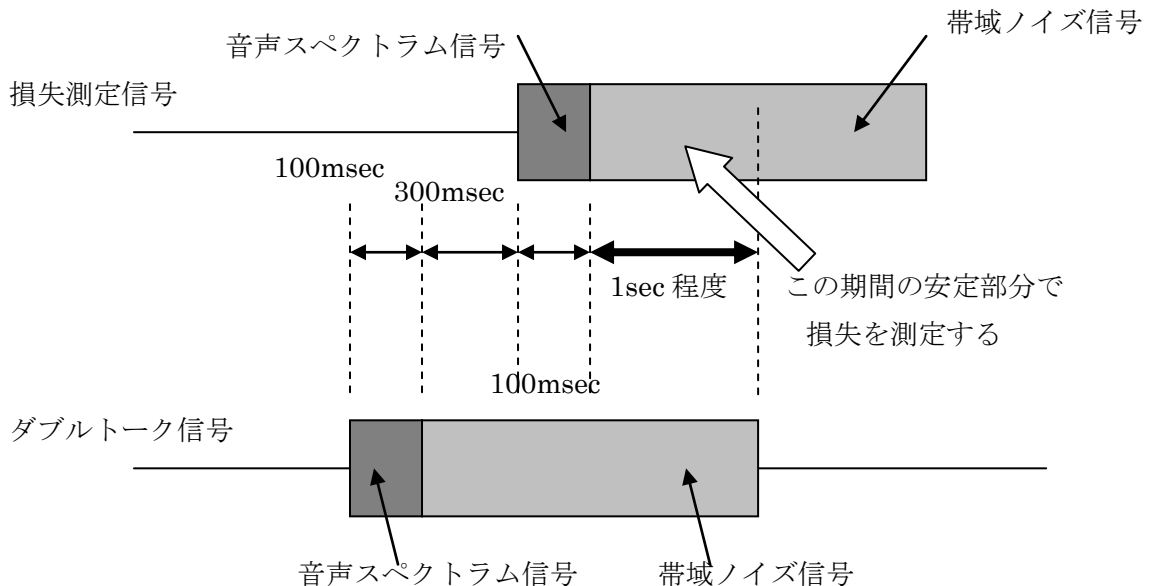 帯域ノイズ信号
音声スペクトラム信号
損失測定信号
100msec
300msec
1sec 程度
この期間の安定部分で
損失を測定する
100msec
ダブルトーク信号
音声スペクトラム信号
帯域ノイズ信号